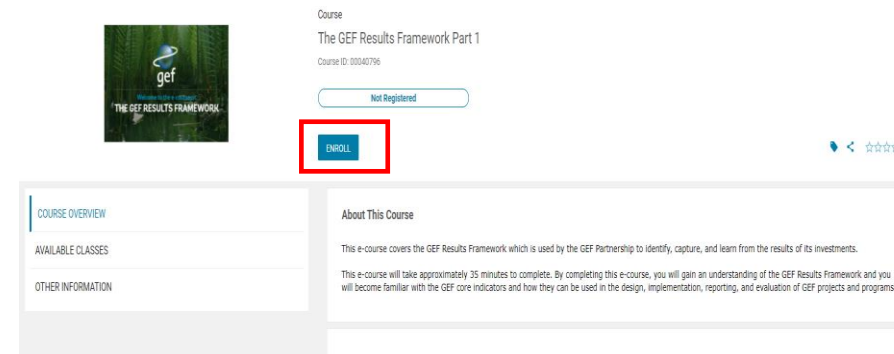 Course
The GEF Results Framework Part 1
Course ID: 00040796
Not Registered
ENROLL
gef
THE GEF RESULTS FRAMEWORK
COURSE OVERVIEW
AVAILABLE CLASSES
OTHER INFORMATION
About This Course
This e-course covers the GEF Results Framework which is used by the GEF Partnership to identify, capture, and learn from the results of its investments.
This e-course will take approximately 35 minutes to complete. By completing this e-course, you will gain an understanding of the GEF Results Framework and you
will become familiar with the GEF core indicators and how they can be used in the design, implementation, reporting, and evaluation of GEF projects and programs